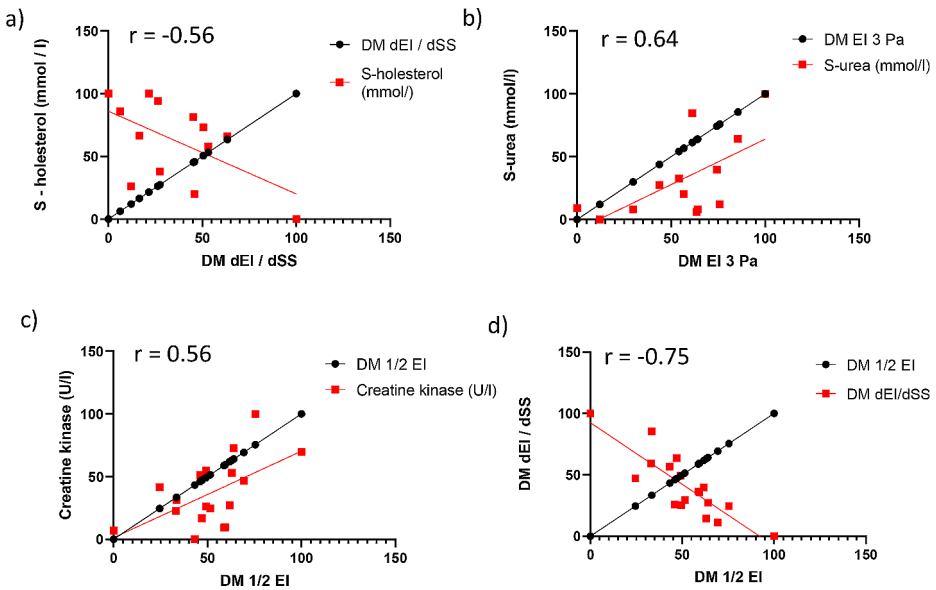 a)
r = -0.56
S - holesterol (mmol / l)
150
100
50
0
0
50
100
150
DM dEI / dSS
DM dEI / dSS
S-holesterol
(mmol/)
b)
r = 0.64
S-urea (mmol/l)
150
100
50
0
0
50
100
150
DM EI 3 Pa
DM EI 3 Pa
S-urea (mmol/l)
c)
r = 0.56
Creatine kinase (U/l)
150
100
50
0
0
50
100
150
DM 1/2 EI
DM 1/2 EI
Creatine kinase (U/l)
d)
r = -0.75
DM dEI / dSS
150
100
50
0
0
50
100
150
DM 1/2 EI
DM 1/2 EI
DM dEI/dSS